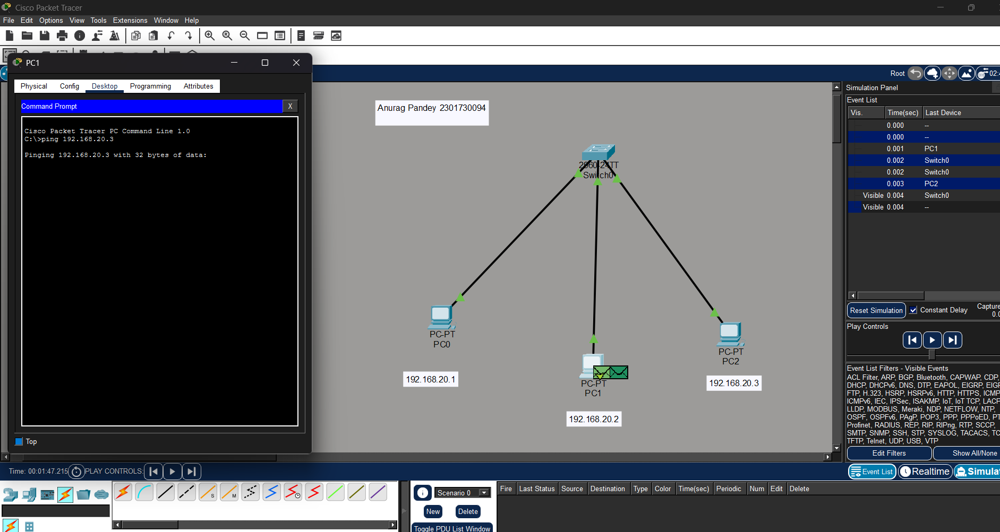 Cisco Packet Tracer
File Edit Options View Tools Extensions Window Help
PC1
Physical Config Desktop Programming Attributes
Command Prompt X
Cisco Packet Tracer PC Command Line 1.0
C:\>ping 192.168.20.3
Pinging 192.168.20.3 with 32 bytes of data:
Top
Anurag Pandey 2301730094
2960-24TT
Switch0
PC-PT
PC0
192.168.20.1
PC-PT
PC1
192.168.20.2
PC-PT
PC2
192.168.20.3
Root 02:4
Simulation Panel
Event List
Vis. Time(sec) Last Device
0.000 --
0.000 --
0.001 PC1
0.002 Switch0
0.002 Switch0
0.003 PC2
Visible 0.004 Switch0
Visible 0.004 --
Reset Simulation Constant Delay Capture
0.0
Play Controls
Event List Filters - Visible Events
ACL Filter, ARP, BGP, Bluetooth, CAPWAP, CDP,
DHCP, DHCPv6, DNS, DTP, EAPOL, EIGRP, EIGR
FTP, H.323, HSRP, HSRPv6, HTTP, HTTPS, ICMP
ICMPv6, IEC, IPSec, ISAKMP, IoT, IoT TCP, LACP
LLDP, MODBUS, Meraki, NDP, NETFLOW, NTP,
OSPF, OSPFv6, PAgP, POP3, PPP, PPPoED, PT
Profinet, RADIUS, REP, RIP, RIPng, RTP, SCCP,
SMTP, SNMP, SSH, STP, SYSLOG, TACACS, TC
TFTP, Telnet, UDP, USB, VTP
Edit Filters Show All/None
Time: 00:01:47.215 PLAY CONTROLS: Event List Realtime Simula
S M
Scenario 0
New Delete
Toggle PDU List Window
Fire Last Status Source Destination Type Color Time(sec) Periodic Num Edit Delete